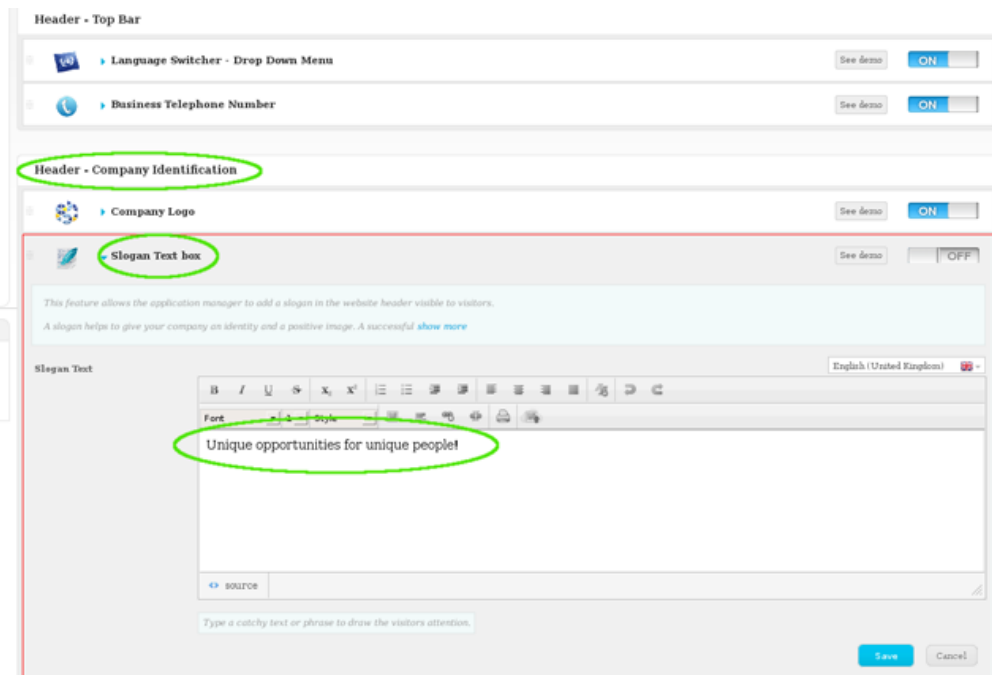 Header - Top Bar
Language Switcher - Drop Down Menu See demo ON
Business Telephone Number See demo ON
Header - Company Identification
Company Logo See demo ON
Slogan Text box See demo OFF
This feature allows the application manager to add a slogan in the website header visible to visitors.
A slogan helps to give your company an identity and a positive image. A successful show more
Slogan Text English (United Kingdom)
B I U S X₁ X²
Font 1 Style
Unique opportunities for unique people!
source
Type a catchy text or phrase to draw the visitors attention.
Save Cancel